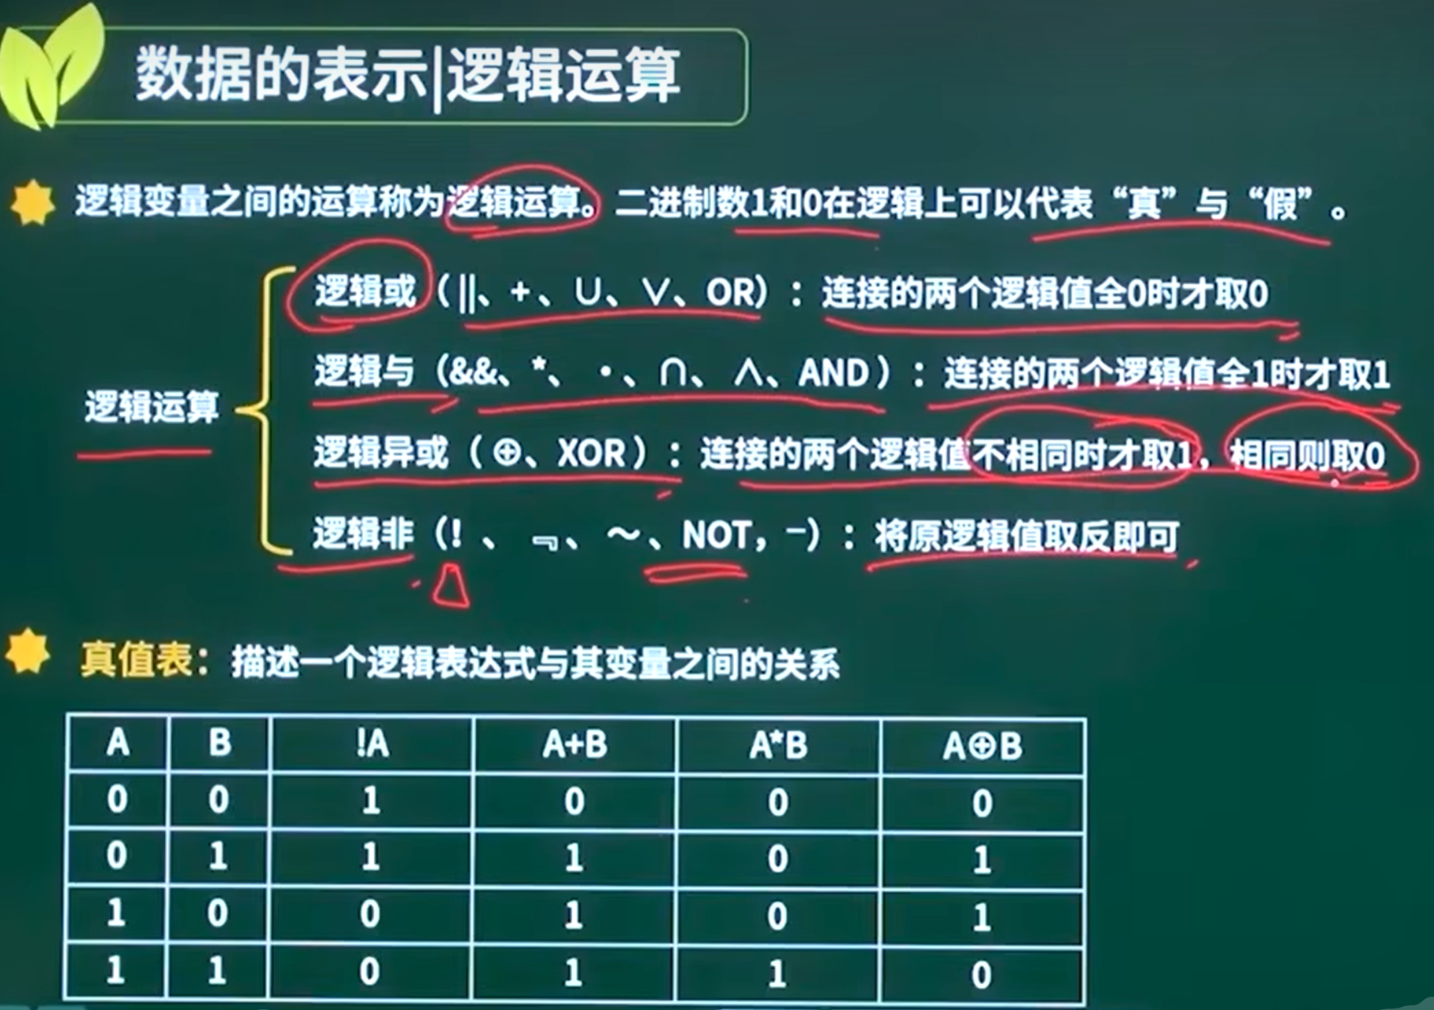 数据的表示|逻辑运算
逻辑变量之间的运算称为逻辑运算。二进制数1和0在逻辑上可以代表“真”与“假”。
逻辑或（||、+、∪、∨、OR）：连接的两个逻辑值全0时才取0
逻辑与（&&、*、·、∩、∧、AND）：连接的两个逻辑值全1时才取1
逻辑运算
逻辑异或（⊕、XOR）：连接的两个逻辑值不相同时才取1，相同则取0
逻辑非（!、﹃、～、NOT，—）：将原逻辑值取反即可
真值表：描述一个逻辑表达式与其变量之间的关系
A B !A A+B A*B A⊕B
0 0 1 0 0 0
0 1 1 1 0 1
1 0 0 1 0 1
1 1 0 1 1 0